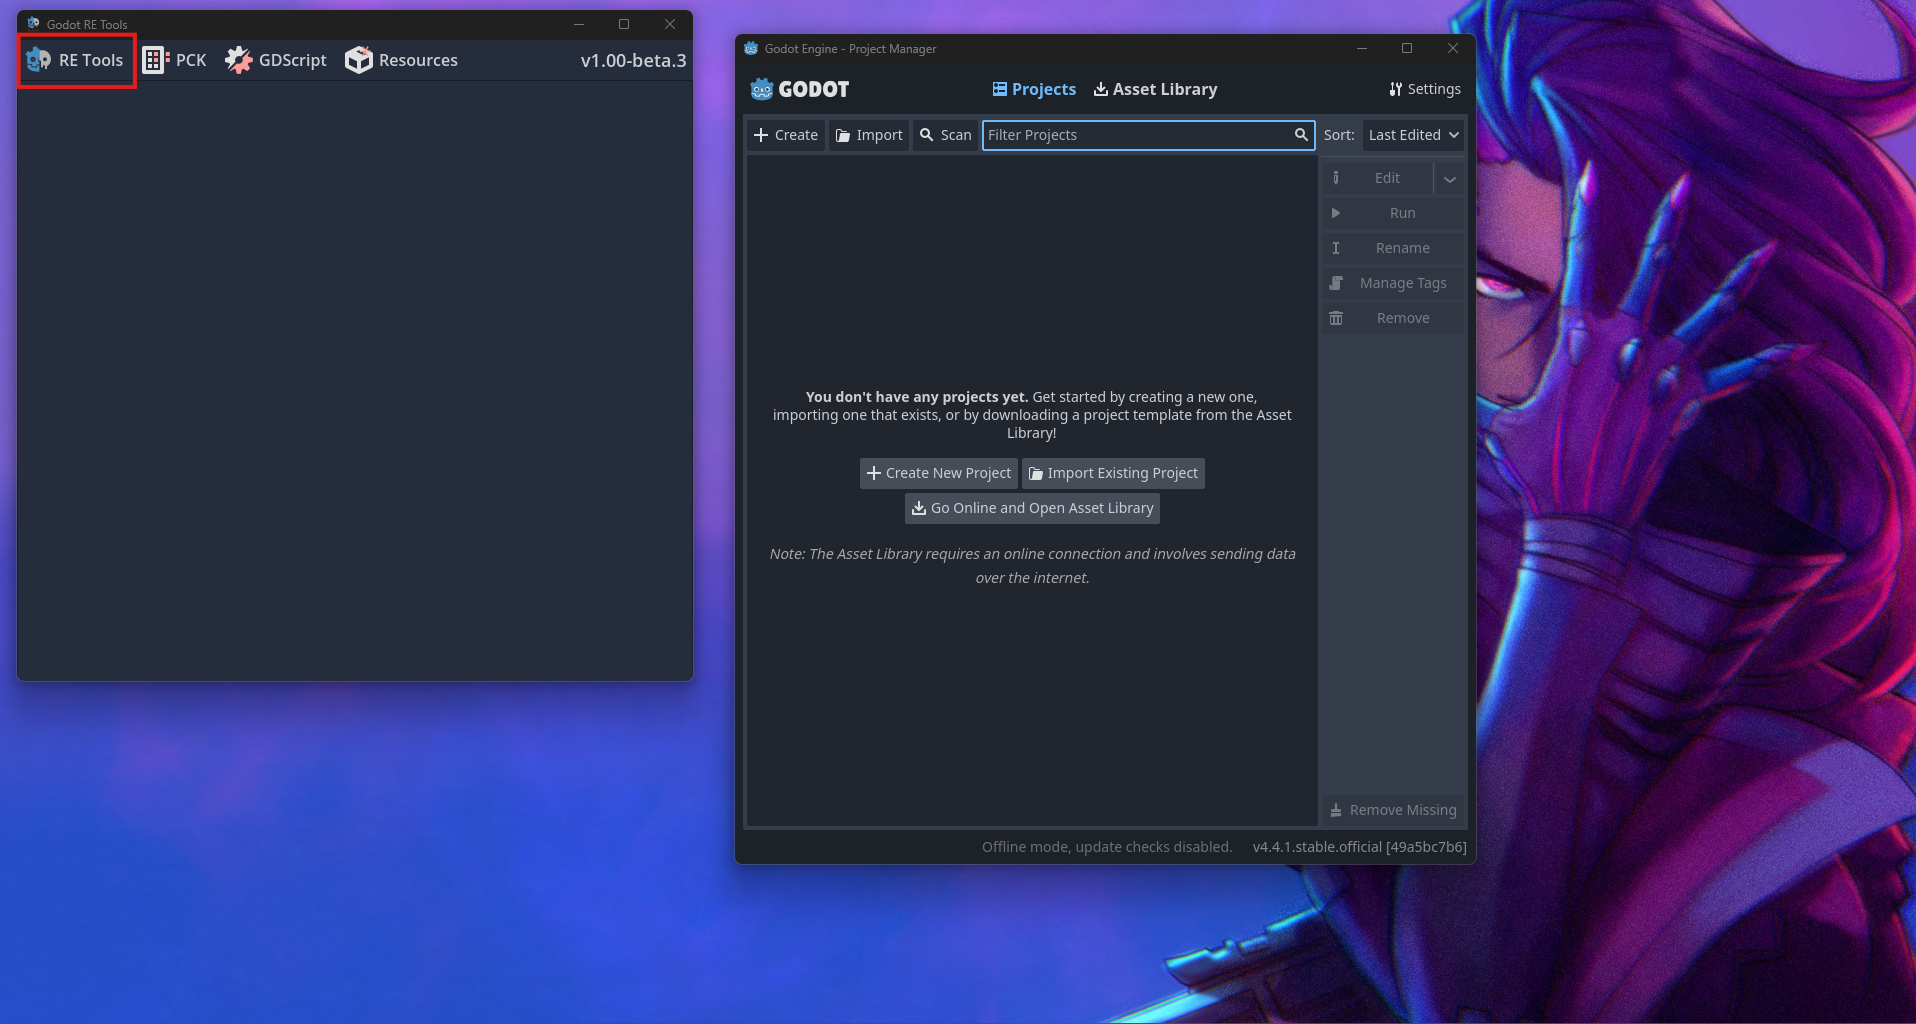 Godot RE Tools
RE Tools PCK GDScript Resources v1.00-beta.3
Godot Engine - Project Manager
GODOT Projects Asset Library Settings
Create Import Scan Filter Projects Sort: Last Edited
Edit
Run
Rename
Manage Tags
Remove
You don't have any projects yet. Get started by creating a new one,
importing one that exists, or by downloading a project template from the Asset
Library!
Create New Project Import Existing Project
Go Online and Open Asset Library
Note: The Asset Library requires an online connection and involves sending data
over the internet.
Remove Missing
Offline mode, update checks disabled. v4.4.1.stable.official [49a5bc7b6]